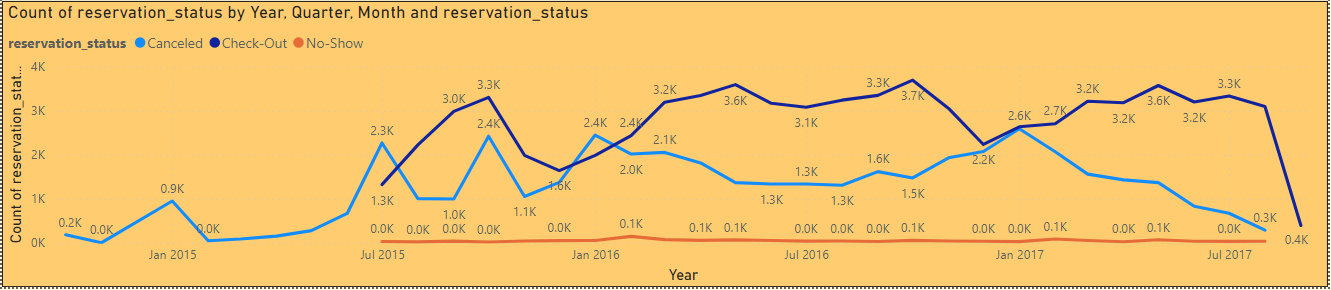 Count of reservation_status by Year, Quarter, Month and reservation_status
reservation_status Canceled Check-Out No-Show
Count of reservation_stat...
4K
3K
2K
1K
0K
0.2K 0.0K 0.9K 0.0K 2.3K 1.0K 2.4K 1.1K 2.4K 2.0K 2.1K 1.3K 1.3K 1.3K 1.6K 1.5K 2.6K 0.3K
1.3K 3.0K 3.3K 1.6K 2.4K 3.2K 3.6K 3.1K 3.3K 3.7K 2.2K 2.7K 3.2K 3.2K 3.6K 3.2K 3.3K 0.4K
0.0K 0.0K 0.0K 0.0K 0.0K 0.1K 0.1K 0.1K 0.0K 0.0K 0.0K 0.1K 0.0K 0.0K 0.1K 0.0K 0.1K 0.0K
Jan 2015 Jul 2015 Jan 2016 Jul 2016 Jan 2017 Jul 2017
Year